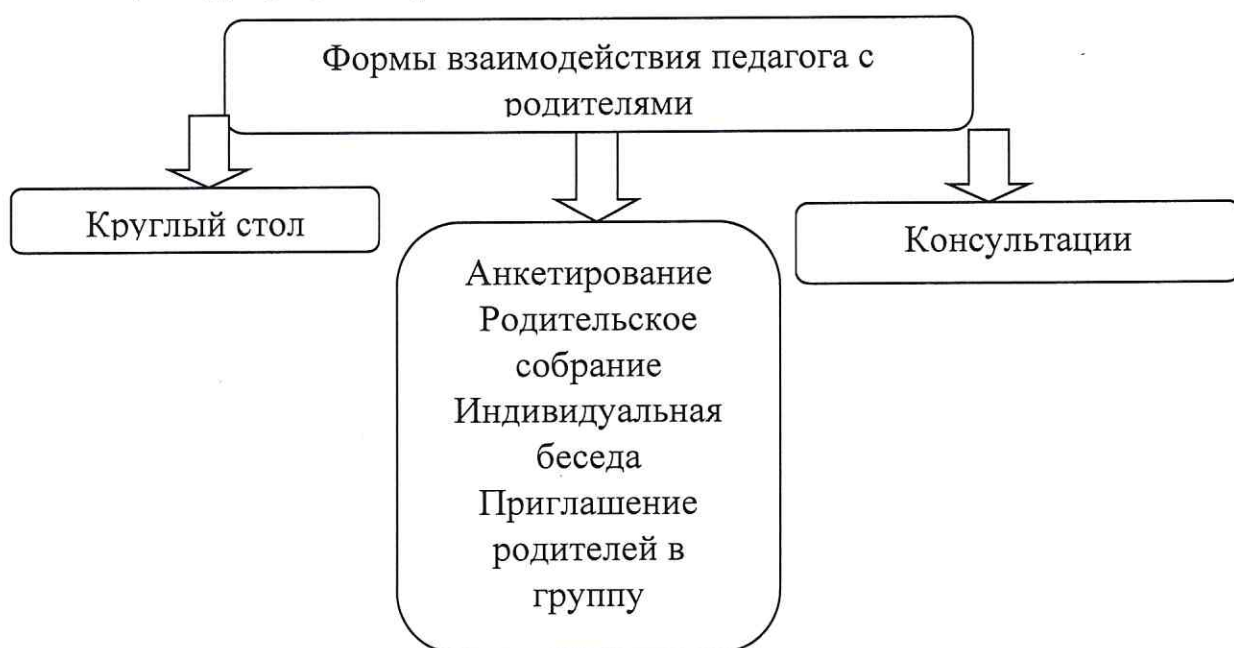 Формы взаимодействия педагога с
родителями
Круглый стол
Анкетирование
Родительское
собрание
Индивидуальная
беседа
Приглашение
родителей в
группу
Консультации